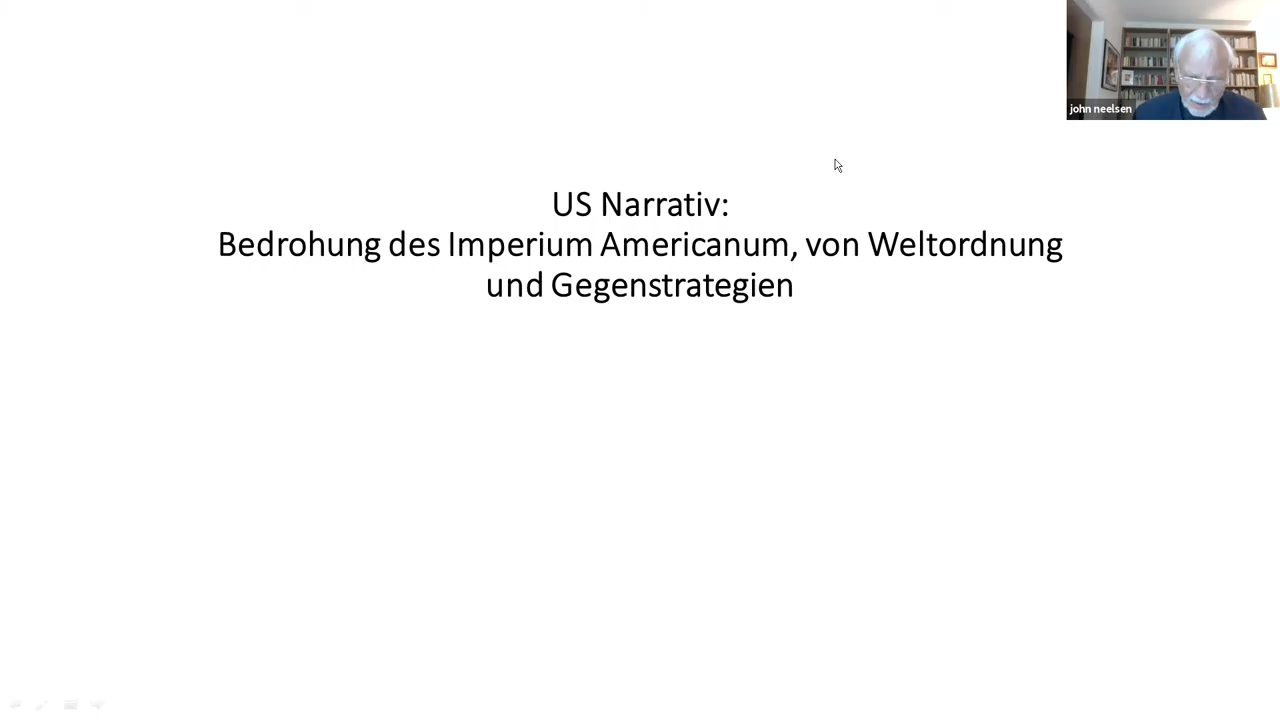 john neelsen
US Narrativ:
Bedrohung des Imperium Americanum, von Weltordnung
und Gegenstrategien